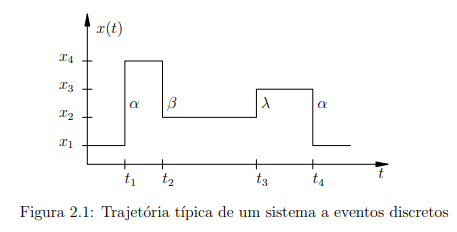 x(t)
x₄
x₃
α β λ α
x₂
x₁
t₁ t₂ t₃ t₄ t
Figura 2.1: Trajetória típica de um sistema a eventos discretos